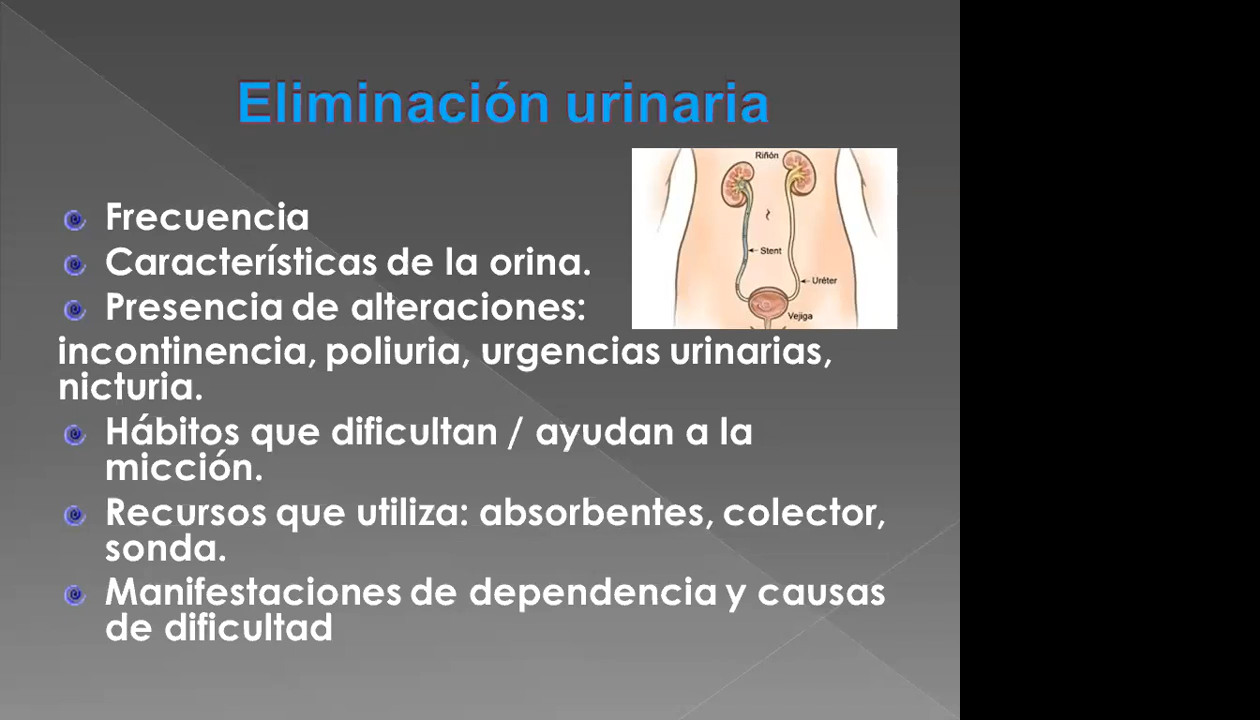 Eliminación urinaria
Riñón
Stent
Uréter
Vejiga
Frecuencia
Características de la orina.
Presencia de alteraciones:
incontinencia, poliuria, urgencias urinarias,
nicturia.
Hábitos que dificultan / ayudan a la
micción.
Recursos que utiliza: absorbentes, colector,
sonda.
Manifestaciones de dependencia y causas
de dificultad